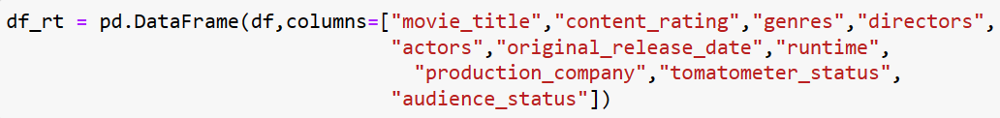 df_rt = pd.DataFrame(df,columns=["movie_title","content_rating","genres","directors",
"actors","original_release_date","runtime",
"production_company","tomatometer_status",
"audience_status"])